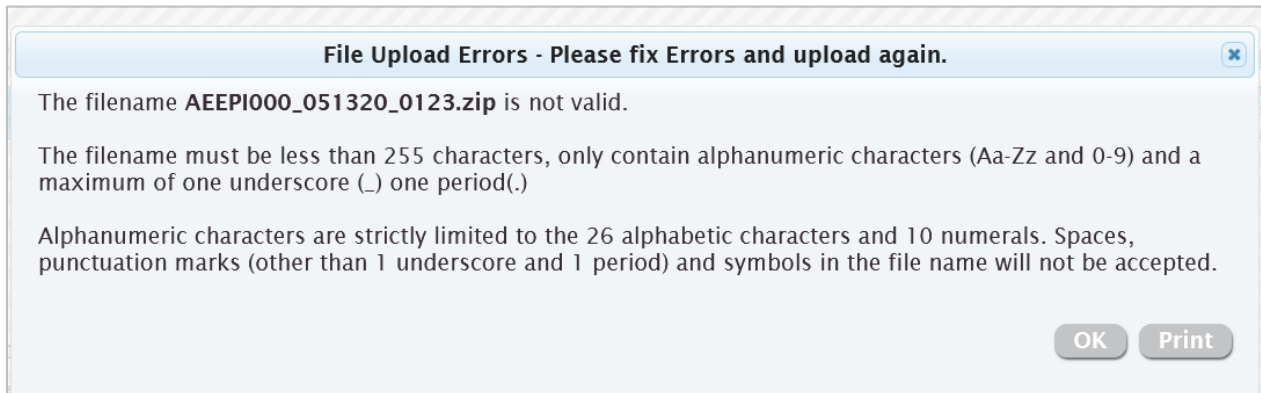 File Upload Errors - Please fix Errors and upload again.
The filename AEEPI000_051320_0123.zip is not valid.
The filename must be less than 255 characters, only contain alphanumeric characters (Aa-Zz and 0-9) and a
maximum of one underscore (_) one period(.)
Alphanumeric characters are strictly limited to the 26 alphabetic characters and 10 numerals. Spaces,
punctuation marks (other than 1 underscore and 1 period) and symbols in the file name will not be accepted.
OK Print